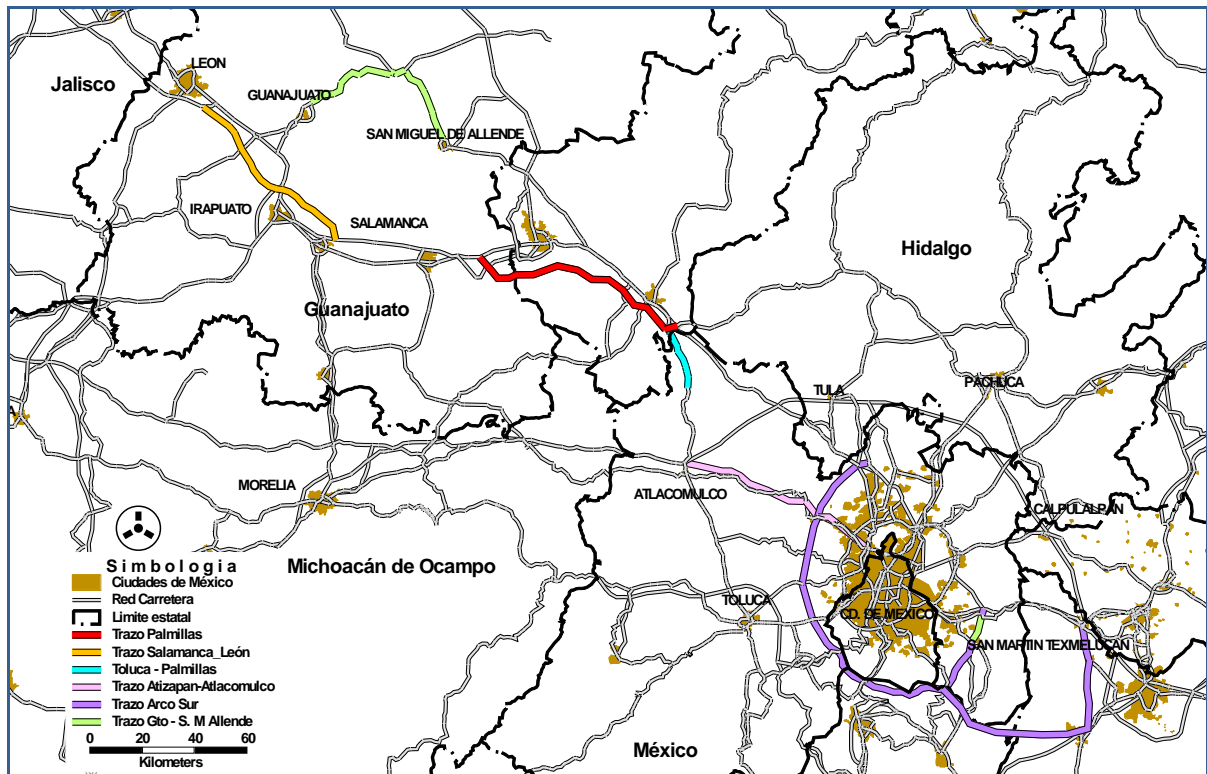 LEON
Jalisco
GUANAJUATO
SAN MIGUEL DE ALLENDE
IRAPUATO
SALAMANCA
Hidalgo
Guanajuato
TULA
PACHUCA
MORELIA
ATLACOMULCO
CALPULALPAN
Michoacán de Ocampo
TOLUCA
CD. DE MEXICO
SAN MARTIN TEXMELUCAN
México
Simbologia
Ciudades de México
Red Carretera
Limite estatal
Trazo Palmillas
Trazo Salamanca_León
Toluca - Palmillas
Trazo Atizapan-Atlacomulco
Trazo Arco Sur
Trazo Gto - S. M Allende
0 20 40 60
Kilometers